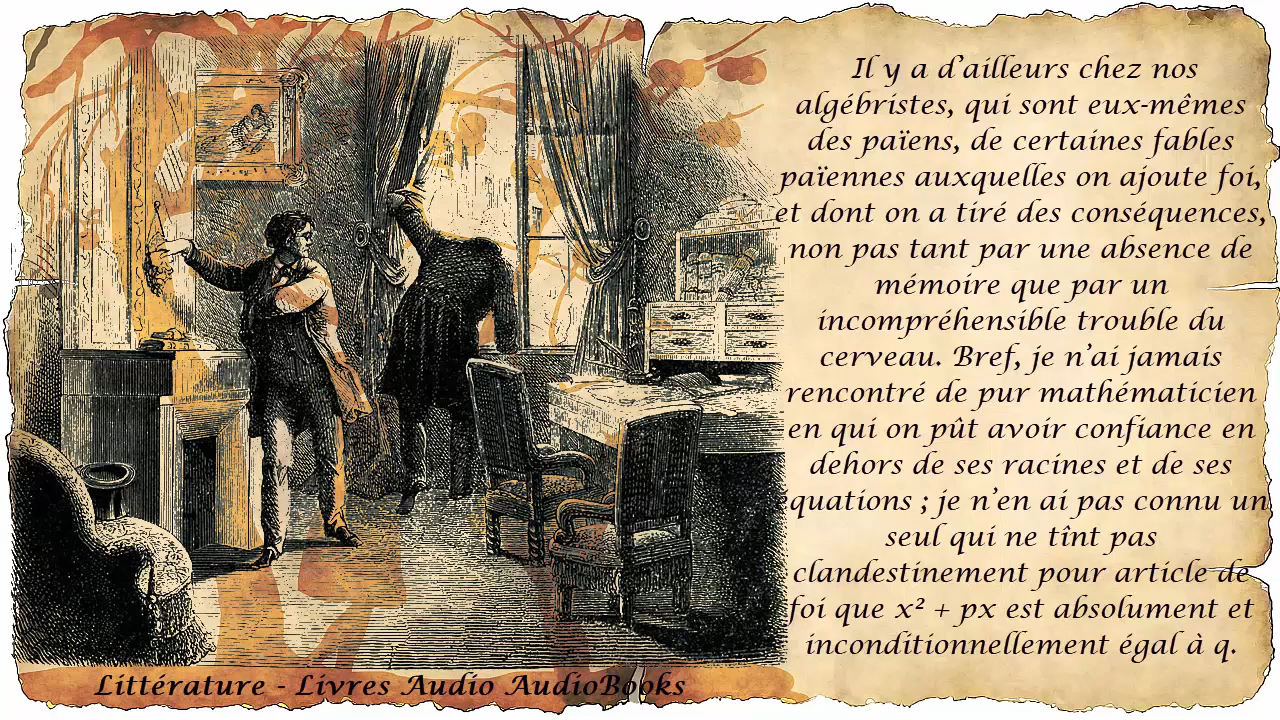 Il y a d'ailleurs chez nos
algébristes, qui sont eux-mêmes
des païens, de certaines fables
païennes auxquelles on ajoute foi,
et dont on a tiré des conséquences,
non pas tant par une absence de
mémoire que par un
incompréhensible trouble du
cerveau. Bref, je n'ai jamais
rencontré de pur mathématicien
en qui on pût avoir confiance en
dehors de ses racines et de ses
équations ; je n'en ai pas connu un
seul qui ne tînt pas
clandestinement pour article de
foi que x² + px est absolument et
inconditionnellement égal à q.
Littérature - Livres Audio AudioBooks